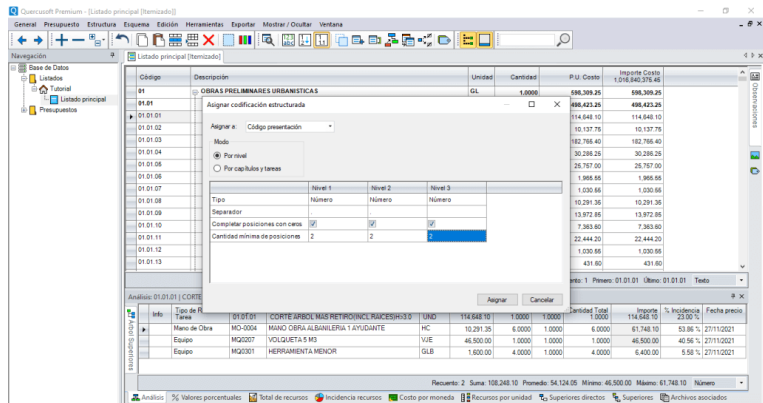 Quercusoft Premium - [Listado principal [Itemizado]]
General Presupuesto Estructura Esquema Edición Herramientas Exportar Mostrar / Ocultar Ventana
Navegación
Listado principal [Itemizado]
Base de Datos
Listados
Tutorial
Listado principal
Presupuestos
Código Descripción Unidad Cantidad P.U. Costo Importe Costo
1,016,840,375.45
01 OBRAS PRELIMINARES URBANISTICAS GL 1.0000 598,309.25 598,309.25
01.01 498,423.25 498,423.25
01.01.01 114,648.10 114,648.10
01.01.02 10,137.75 10,137.75
01.01.03 182,765.40 182,765.40
01.01.04 30,286.25 30,286.25
01.01.05 25,757.00 25,757.00
01.01.06 1,965.55 1,965.55
01.01.07 1,030.55 1,030.55
01.01.08 10,291.35 10,291.35
01.01.09 13,972.85 13,972.85
01.01.10 7,363.60 7,363.60
01.01.11 22,444.20 22,444.20
01.01.12 1,030.55 1,030.55
01.01.13 431.60 431.60
Asignar codificación estructurada
Asignar a: Código presentación
Modo
Por nivel
Por capítulos y tareas
Nivel 1 Nivel 2 Nivel 3
Tipo Número Número Número
Separador . .
Completar posiciones con ceros
Cantidad mínima de posiciones 2 2 2
Asignar Cancelar
Primero: 01.01.01 Último: 01.01.01 Texto
Observaciones
Análisis: 01.01.01 | CORTE
Árbol Superiores
Info Tipo de
Tarea 01.01.01 CORTE ARBOL MAS RETIRO(INCL.RAICES)H>3.0 UND 114,648.10 1.0000 1.0000 Cantidad Total 1.0000 Importe 114,648.10 % Incidencia 23.00 % Fecha precio
Mano de Obra MO-0004 MANO OBRA ALBANILERIA 1 AYUDANTE HC 10,291.35 6.0000 1.0000 6.0000 61,748.10 53.86 % 27/11/2021
Equipo MQ0207 VOLQUETA 5 M3 VJE 46,500.00 1.0000 1.0000 1.0000 46,500.00 40.56 % 27/11/2021
Equipo MQ0301 HERRAMIENTA MENOR GLB 1,600.00 4.0000 1.0000 4.0000 6,400.00 5.58 % 27/11/2021
Recuento: 2 Suma: 108,248.10 Promedio: 54,124.05 Mínimo: 46,500.00 Máximo: 61,748.10 Número
Análisis Valores porcentuales Total de recursos Incidencia recursos Costo por moneda Recursos por unidad Superiores directos Superiores Archivos asociados